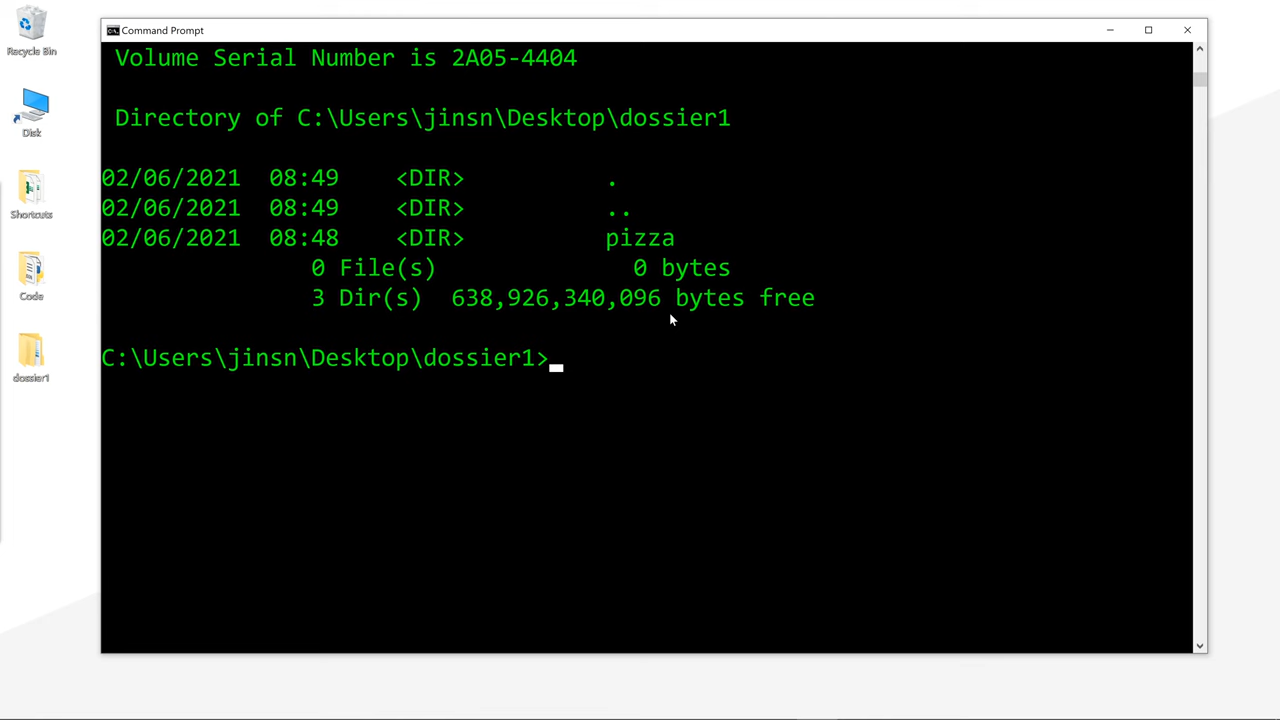 Recycle Bin
Disk
Shortcuts
Code
dossier1
Command Prompt
Volume Serial Number is 2A05-4404
Directory of C:\Users\jinsn\Desktop\dossier1
02/06/2021 08:49 <DIR> .
02/06/2021 08:49 <DIR> ..
02/06/2021 08:48 <DIR> pizza
0 File(s) 0 bytes
3 Dir(s) 638,926,340,096 bytes free
C:\Users\jinsn\Desktop\dossier1>